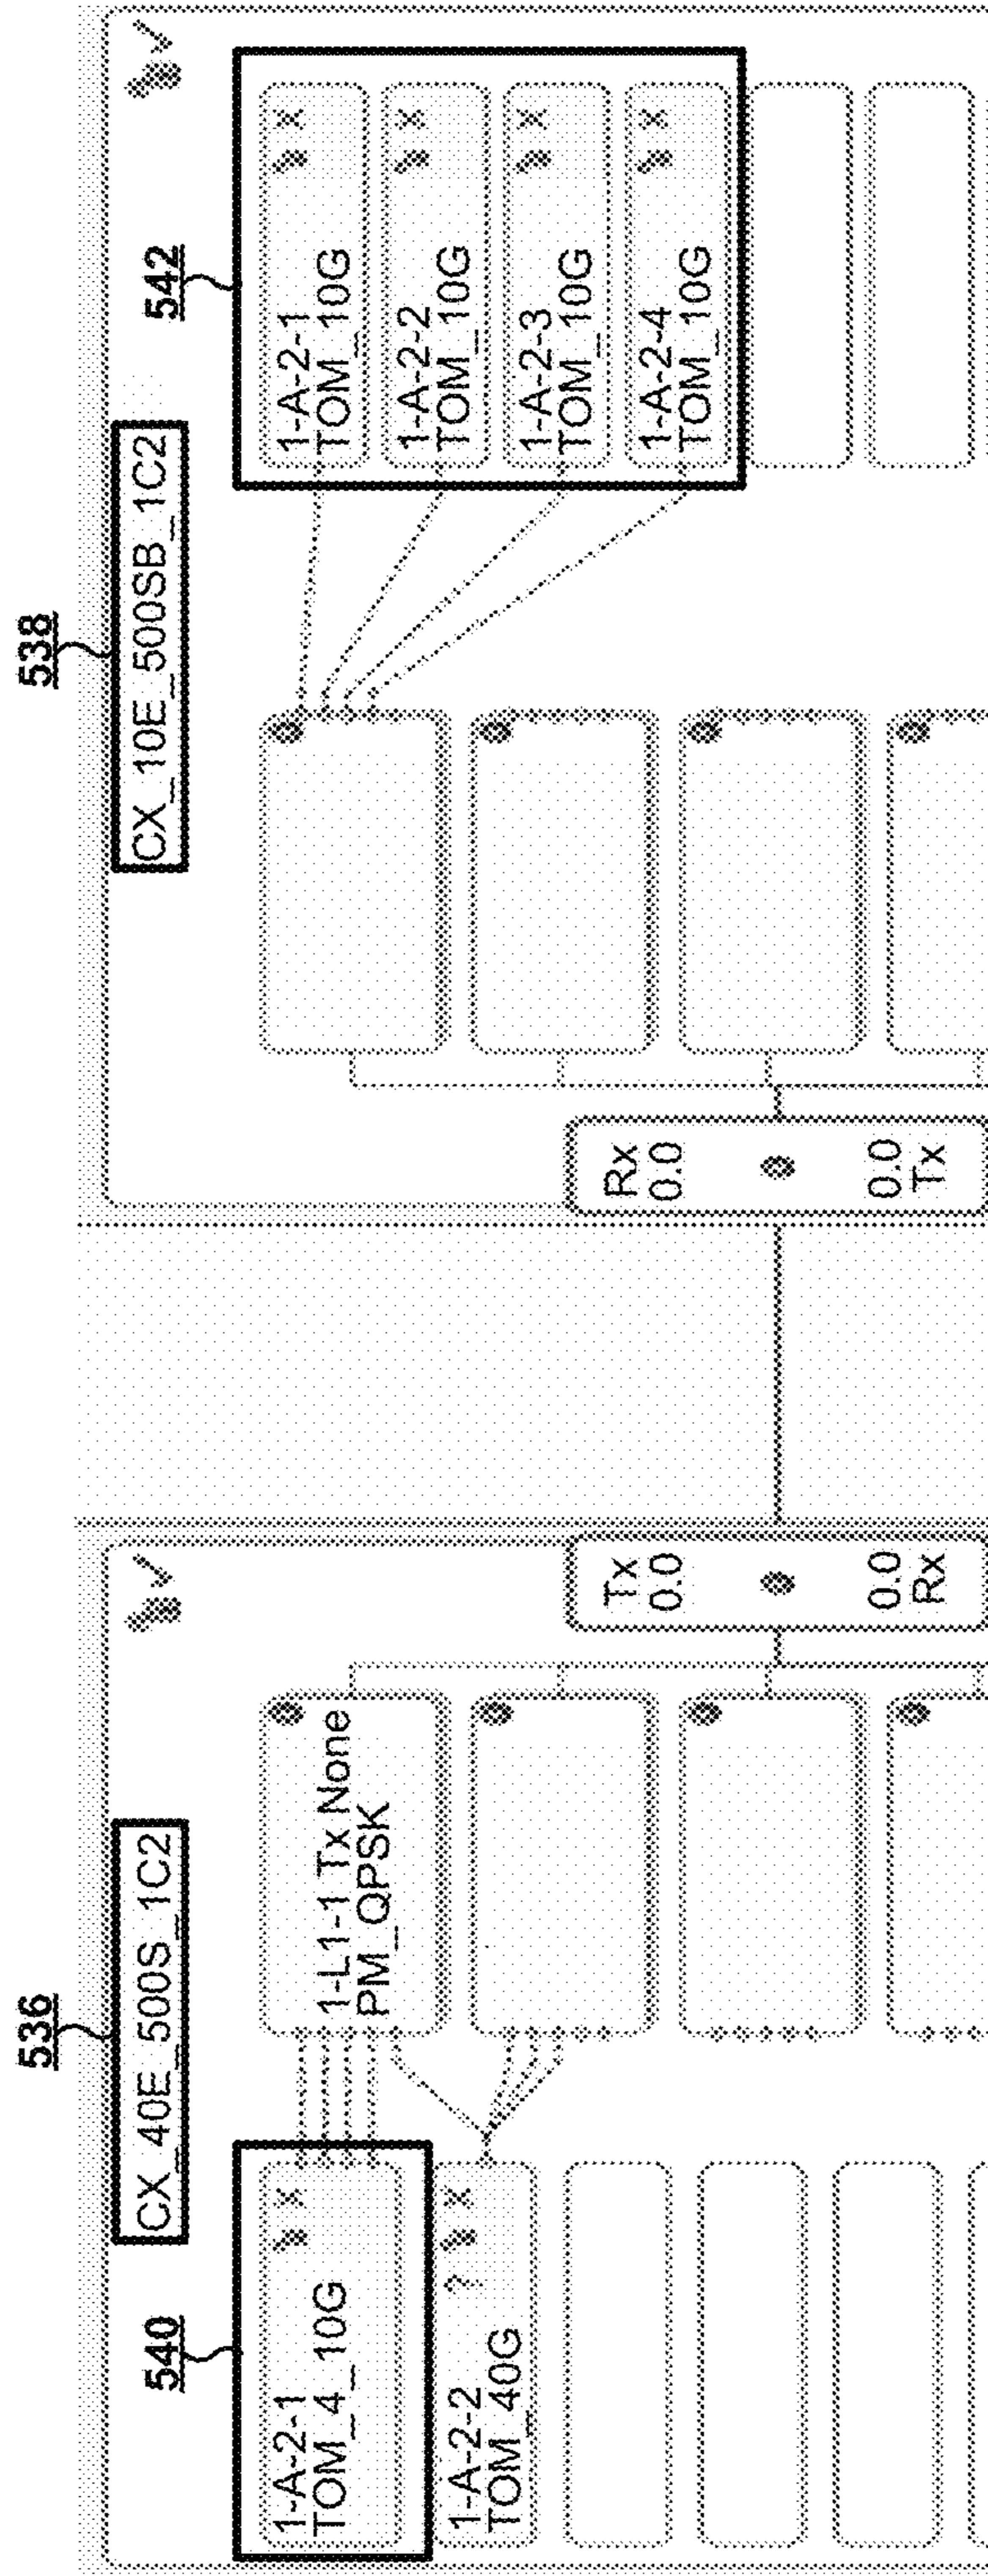 536
CX_40E_500S_1C2
540
1-A-2-1
TOM_4_10G
x
1-A-2-2
TOM_40G
? x
1-L1-1 Tx None
PM_QPSK
Tx
0.0
0.0
Rx
538
CX_10E_500SB_1C2
542
Rx
0.0
0.0
Tx
1-A-2-1
TOM_10G
x
1-A-2-2
TOM_10G
x
1-A-2-3
TOM_10G
x
1-A-2-4
TOM_10G
x